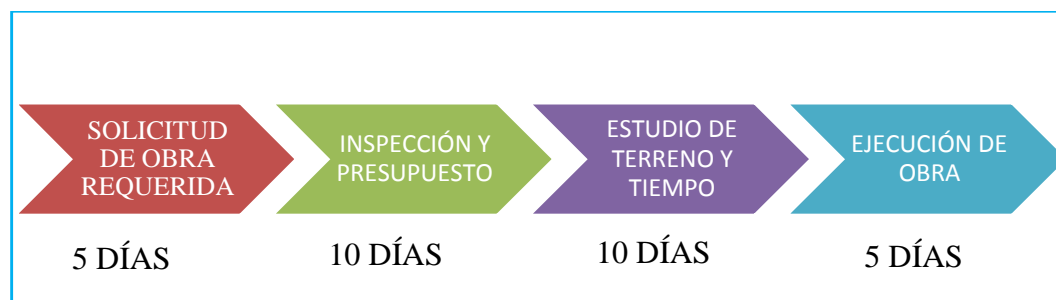 SOLICITUD
DE OBRA
REQUERIDA
INSPECCIÓN Y
PRESUPUESTO
ESTUDIO DE
TERRENO Y
TIEMPO
EJECUCIÓN DE
OBRA
5 DÍAS
10 DÍAS
10 DÍAS
5 DÍAS